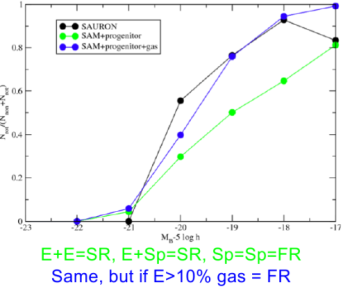 1
SAURON
SAM+progenitor
SAM+progenitor+gas
0.8
0.6
0.4
0.2
0
-23 -22 -21 -20 -19 -18 -17
M_B-5 log h
E+E=SR, E+Sp=SR, Sp=Sp=FR
Same, but if E>10% gas = FR